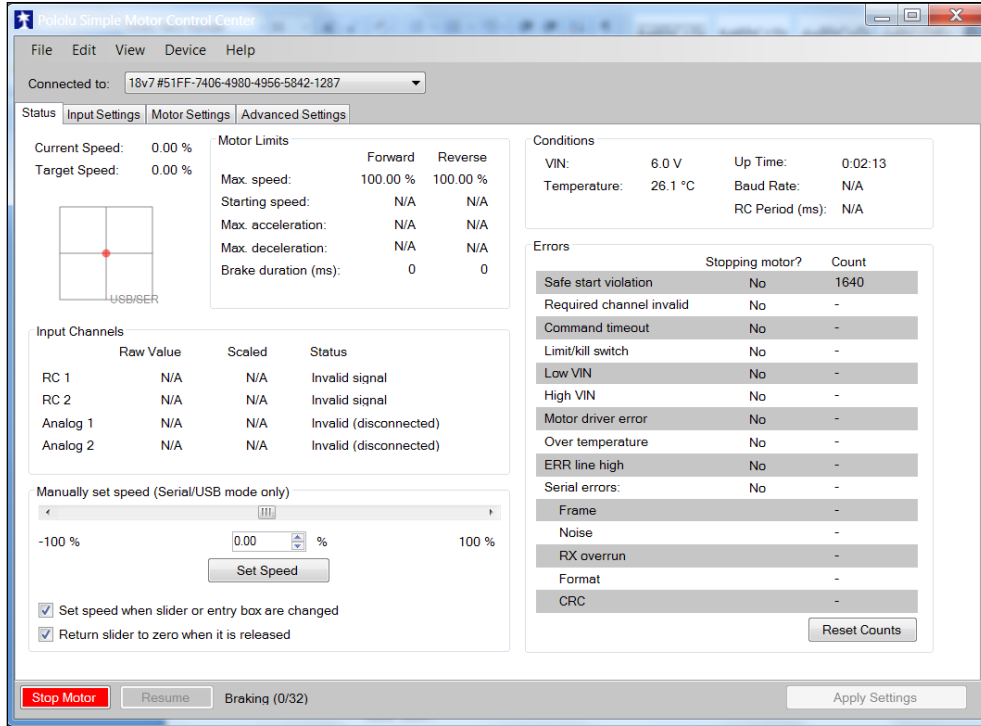 Pololu Simple Motor Control Center
File Edit View Device Help
Connected to: 18v7 #51FF-7406-4980-4956-5842-1287
Status Input Settings Motor Settings Advanced Settings
Current Speed: 0.00 %
Target Speed: 0.00 %
USB/SER
Motor Limits
Forward Reverse
Max. speed: 100.00 % 100.00 %
Starting speed: N/A N/A
Max. acceleration: N/A N/A
Max. deceleration: N/A N/A
Brake duration (ms): 0 0
Input Channels
Raw Value Scaled Status
RC 1 N/A N/A Invalid signal
RC 2 N/A N/A Invalid signal
Analog 1 N/A N/A Invalid (disconnected)
Analog 2 N/A N/A Invalid (disconnected)
Manually set speed (Serial/USB mode only)
-100 % 0.00 % 100 %
Set Speed
Set speed when slider or entry box are changed
Return slider to zero when it is released
Conditions
VIN: 6.0 V Up Time: 0:02:13
Temperature: 26.1 °C Baud Rate: N/A
RC Period (ms): N/A
Errors
Stopping motor? Count
Safe start violation No 1640
Required channel invalid No -
Command timeout No -
Limit/kill switch No -
Low VIN No -
High VIN No -
Motor driver error No -
Over temperature No -
ERR line high No -
Serial errors: No -
Frame -
Noise -
RX overrun -
Format -
CRC -
Reset Counts
Stop Motor Resume Braking (0/32) Apply Settings